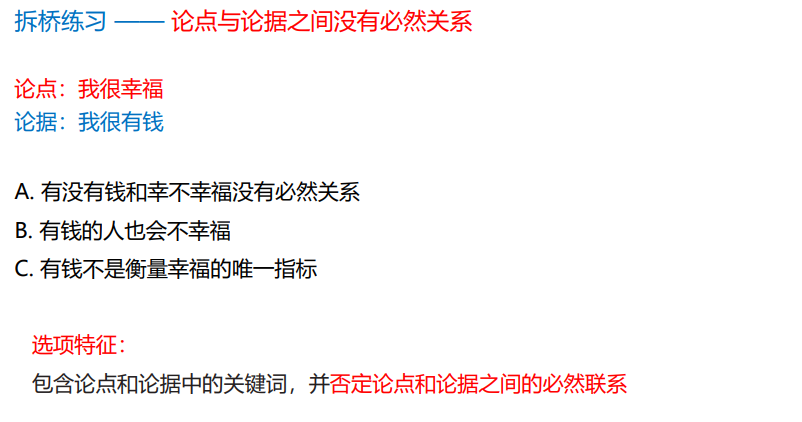 拆桥练习 —— 论点与论据之间没有必然关系
论点：我很幸福
论据：我很有钱
A. 有没有钱和幸不幸福没有必然关系
B. 有钱的人也会不幸福
C. 有钱不是衡量幸福的唯一指标
选项特征：
包含论点和论据中的关键词，并否定论点和论据之间的必然联系